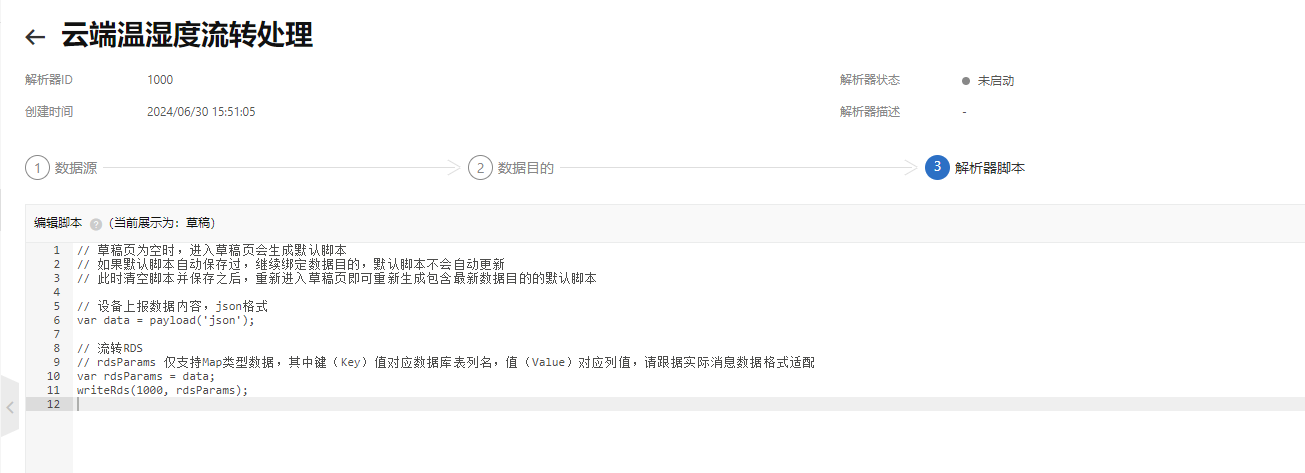 云端温湿度流转处理
解析器ID 1000 解析器状态 未启动
创建时间 2024/06/30 15:51:05 解析器描述 -
1 数据源 2 数据目的 3 解析器脚本
编辑脚本 ? (当前展示为：草稿)
1 // 草稿页为空时，进入草稿页会生成默认脚本
2 // 如果默认脚本自动保存过，继续绑定数据目的，默认脚本不会自动更新
3 // 此时清空脚本并保存之后，重新进入草稿页即可重新生成包含最新数据目的的默认脚本
4
5 // 设备上报数据内容，json格式
6 var data = payload('json');
7
8 // 流转RDS
9 // rdsParams 仅支持Map类型数据，其中键（Key）值对应数据库表列名，值（Value）对应列值，请跟据实际消息数据格式适配
10 var rdsParams = data;
11 writeRds(1000, rdsParams);
12